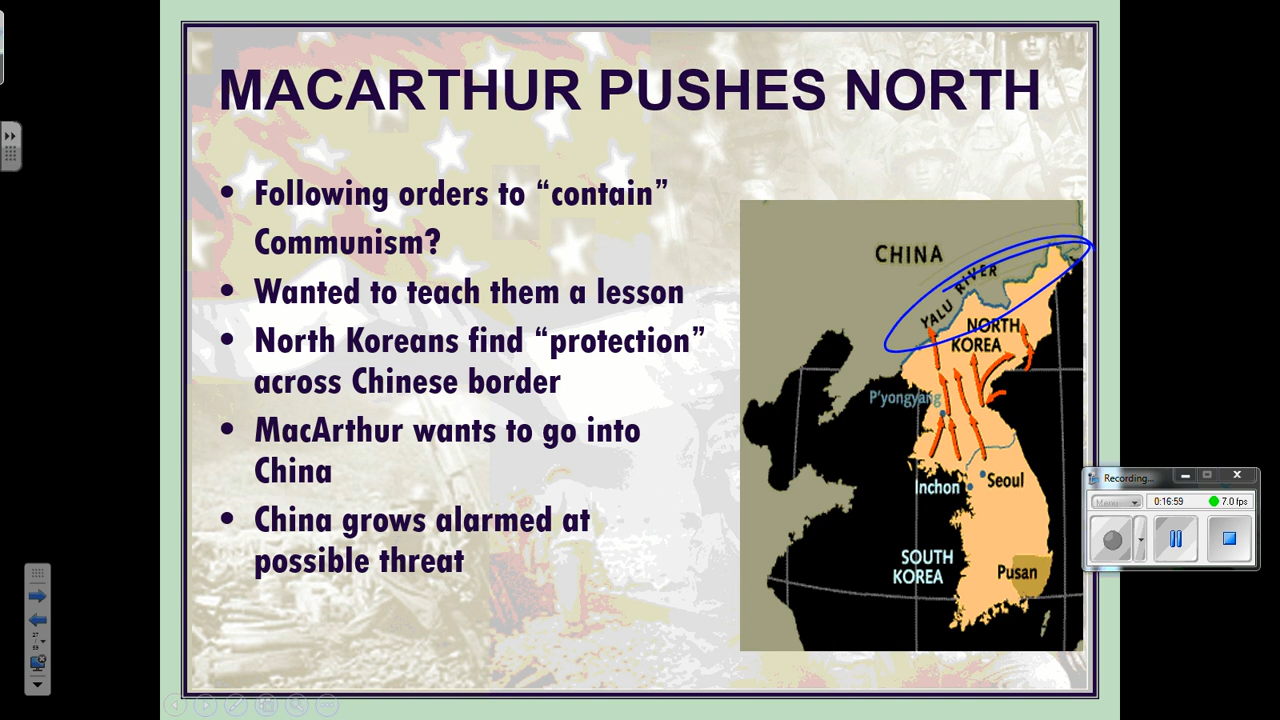 MACARTHUR PUSHES NORTH
• Following orders to “contain”
Communism?
• Wanted to teach them a lesson
• North Koreans find “protection”
across Chinese border
• MacArthur wants to go into
China
• China grows alarmed at
possible threat
CHINA
YALU RIVER
NORTH
KOREA
P'yongyang
Inchon
Seoul
SOUTH
KOREA
Pusan
Recording...
Menu
0:16:59
7.0 fps